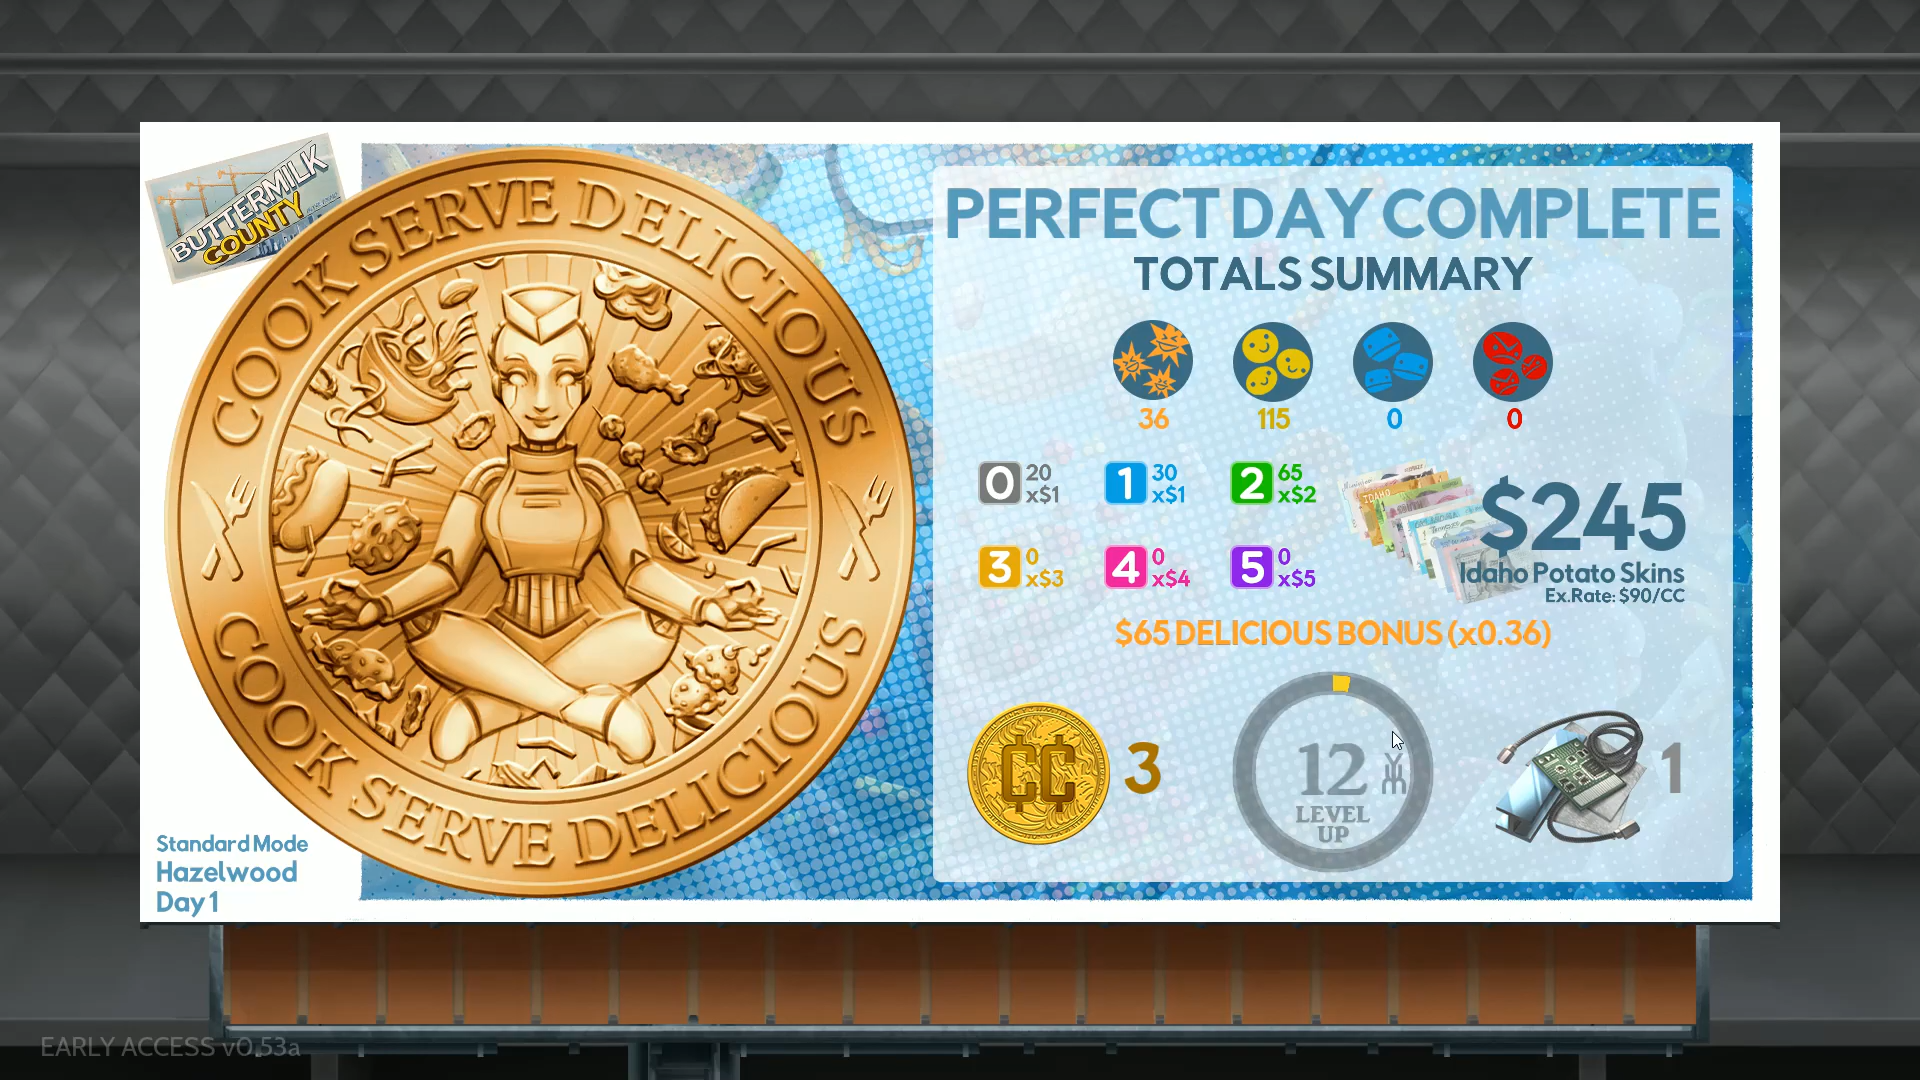 BUTTERMILK
COUNTY
COOK SERVE DELICIOUS
COOK SERVE DELICIOUS
CC
Standard Mode
Hazelwood
Day 1
PERFECT DAY COMPLETE
TOTALS SUMMARY
36 115 0 0
0 20 x$1 1 30 x$1 2 65 x$2
3 0 x$3 4 0 x$4 5 0 x$5
IDAHO
$245
Idaho Potato Skins
Ex.Rate: $90/CC
$65 DELICIOUS BONUS (x0.36)
3
12
LEVEL
UP
1
EARLY ACCESS v0.53a